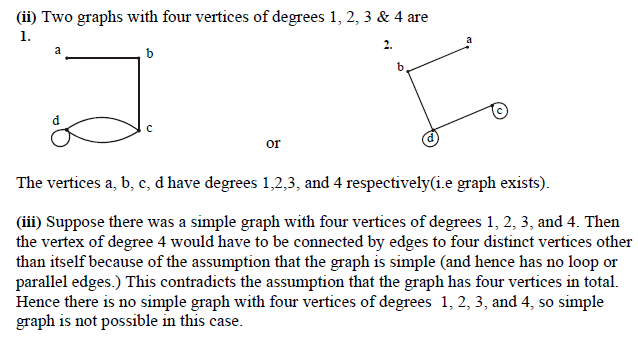 (ii) Two graphs with four vertices of degrees 1, 2, 3 & 4 are
1.
2.
a
b
a
b
d
c
c
d
or
The vertices a, b, c, d have degrees 1,2,3, and 4 respectively(i.e graph exists).
(iii) Suppose there was a simple graph with four vertices of degrees 1, 2, 3, and 4. Then
the vertex of degree 4 would have to be connected by edges to four distinct vertices other
than itself because of the assumption that the graph is simple (and hence has no loop or
parallel edges.) This contradicts the assumption that the graph has four vertices in total.
Hence there is no simple graph with four vertices of degrees 1, 2, 3, and 4, so simple
graph is not possible in this case.